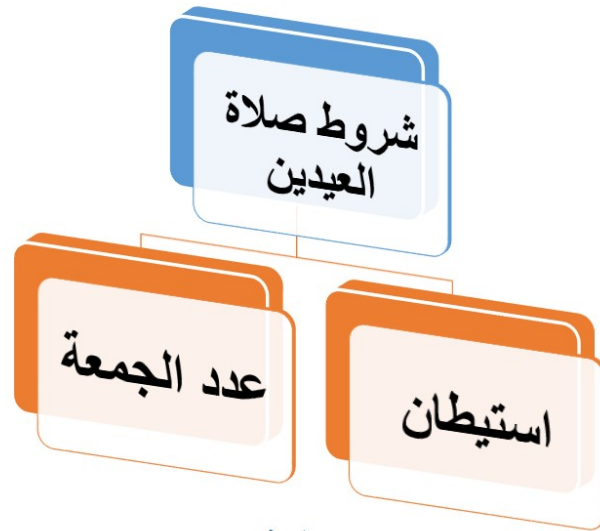 شروط صلاة
العيدين
استيطان
عدد الجمعة